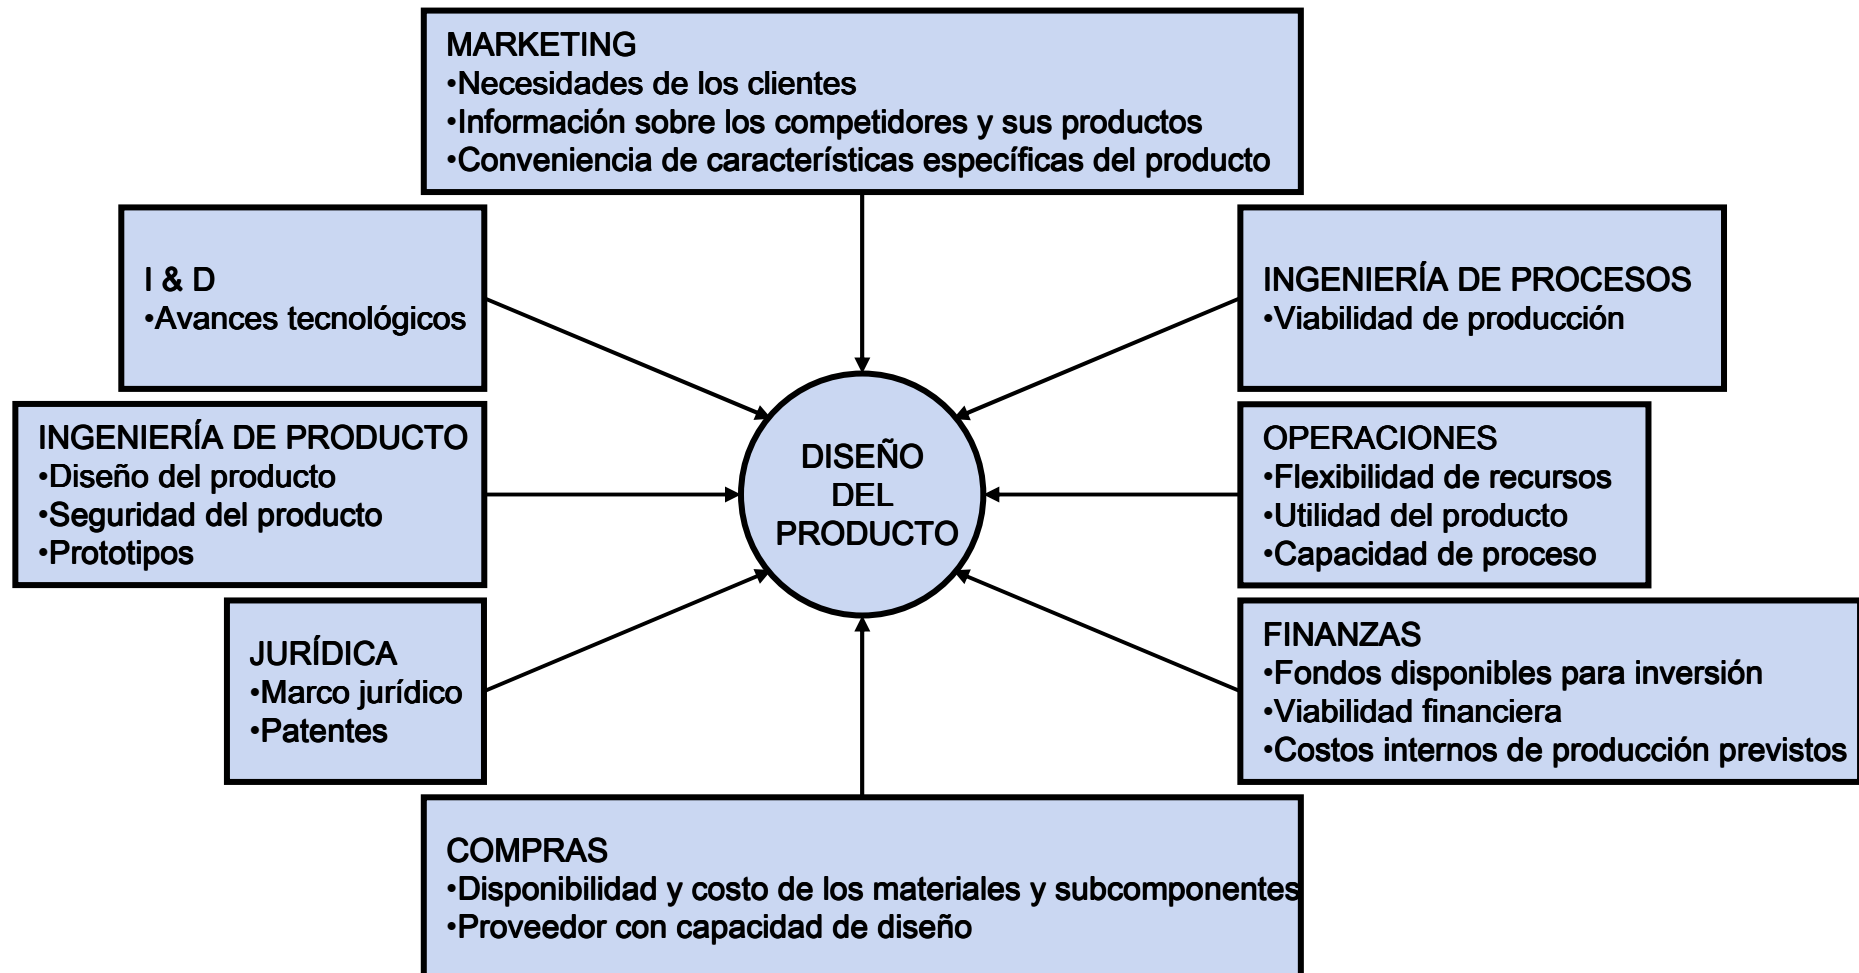 MARKETING
•Necesidades de los clientes
•Información sobre los competidores y sus productos
•Conveniencia de características específicas del producto
I & D
•Avances tecnológicos
INGENIERÍA DE PROCESOS
•Viabilidad de producción
INGENIERÍA DE PRODUCTO
•Diseño del producto
•Seguridad del producto
•Prototipos
DISEÑO
DEL
PRODUCTO
OPERACIONES
•Flexibilidad de recursos
•Utilidad del producto
•Capacidad de proceso
JURÍDICA
•Marco jurídico
•Patentes
FINANZAS
•Fondos disponibles para inversión
•Viabilidad financiera
•Costos internos de producción previstos
COMPRAS
•Disponibilidad y costo de los materiales y subcomponentes
•Proveedor con capacidad de diseño